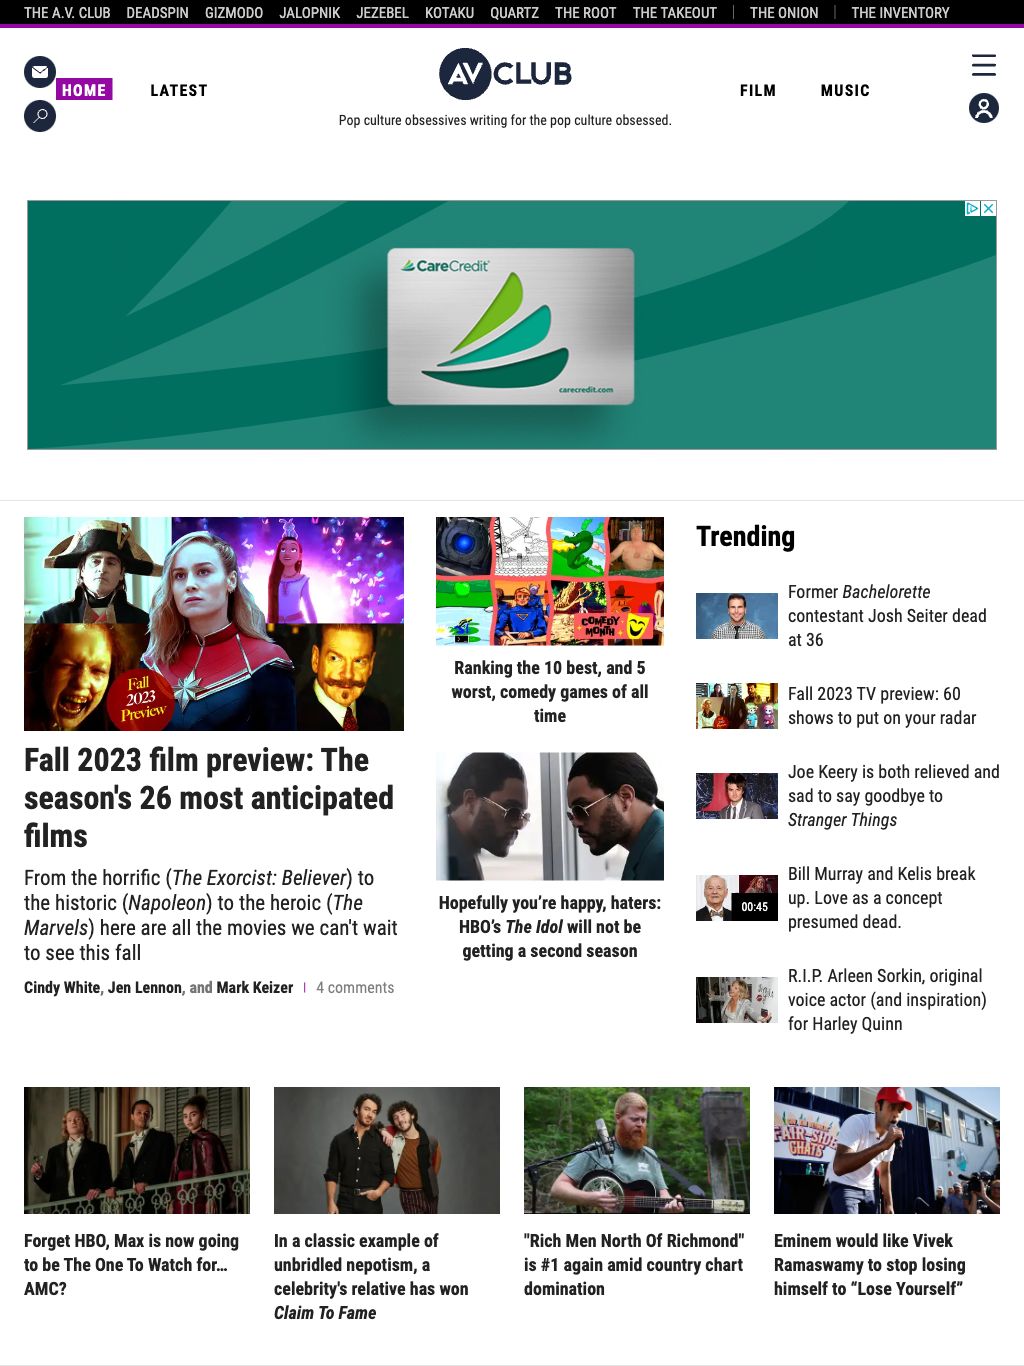 THE A.V. CLUB DEADSPIN GIZMODO JALOPNIK JEZEBEL KOTAKU QUARTZ THE ROOT THE TAKEOUT THE ONION THE INVENTORY
HOME LATEST AV CLUB FILM MUSIC
Pop culture obsessives writing for the pop culture obsessed.
CareCredit
carecredit.com
Fall
2023
Preview
Fall 2023 film preview: The
season's 26 most anticipated
films
From the horrific (The Exorcist: Believer) to
the historic (Napoleon) to the heroic (The
Marvels) here are all the movies we can't wait
to see this fall
Cindy White, Jen Lennon, and Mark Keizer 4 comments
COMEDY
MONTH
Ranking the 10 best, and 5
worst, comedy games of all
time
Hopefully you’re happy, haters:
HBO’s The Idol will not be
getting a second season
Trending
Former Bachelorette
contestant Josh Seiter dead
at 36
Fall 2023 TV preview: 60
shows to put on your radar
Joe Keery is both relieved and
sad to say goodbye to
Stranger Things
00:45
Bill Murray and Kelis break
up. Love as a concept
presumed dead.
R.I.P. Arleen Sorkin, original
voice actor (and inspiration)
for Harley Quinn
Forget HBO, Max is now going
to be The One To Watch for…
AMC?
In a classic example of
unbridled nepotism, a
celebrity's relative has won
Claim To Fame
"Rich Men North Of Richmond"
is #1 again amid country chart
domination
FAIR-SIDE
CHATS
Eminem would like Vivek
Ramaswamy to stop losing
himself to “Lose Yourself”